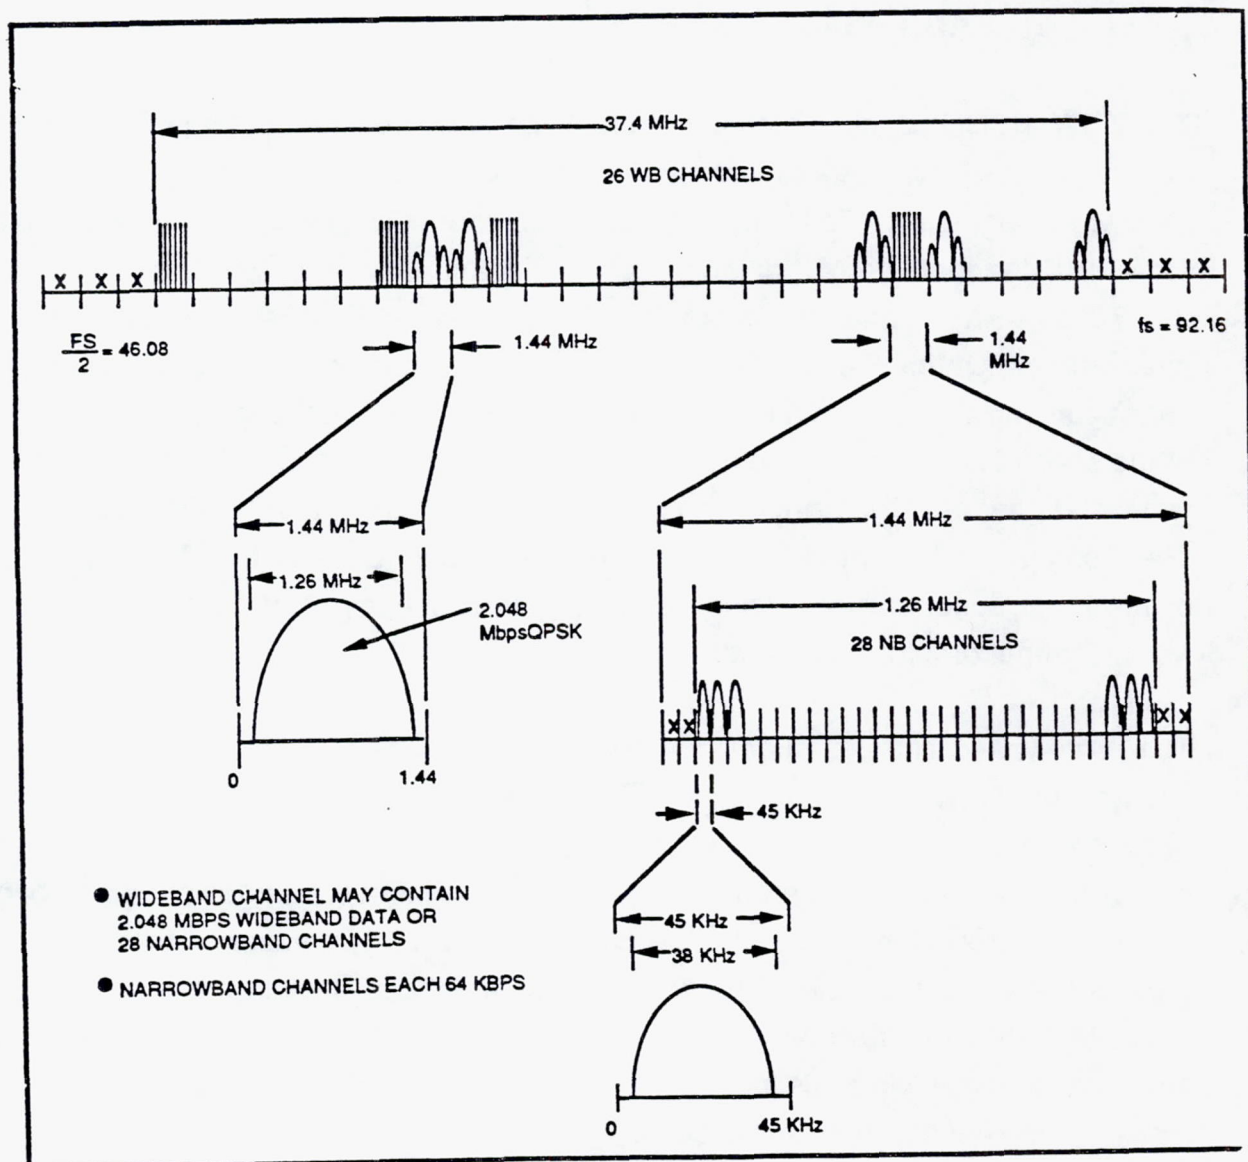 37.4 MHz
26 WB CHANNELS
X X X
X X X
FS
2
= 46.08
1.44 MHz
1.44
MHz
fs = 92.16
1.44 MHz
1.44 MHz
1.26 MHz
2.048
MbpsQPSK
1.26 MHz
28 NB CHANNELS
X X
X X
0
1.44
45 KHz
● WIDEBAND CHANNEL MAY CONTAIN
2.048 MBPS WIDEBAND DATA OR
28 NARROWBAND CHANNELS
45 KHz
38 KHz
● NARROWBAND CHANNELS EACH 64 KBPS
0
45 KHz